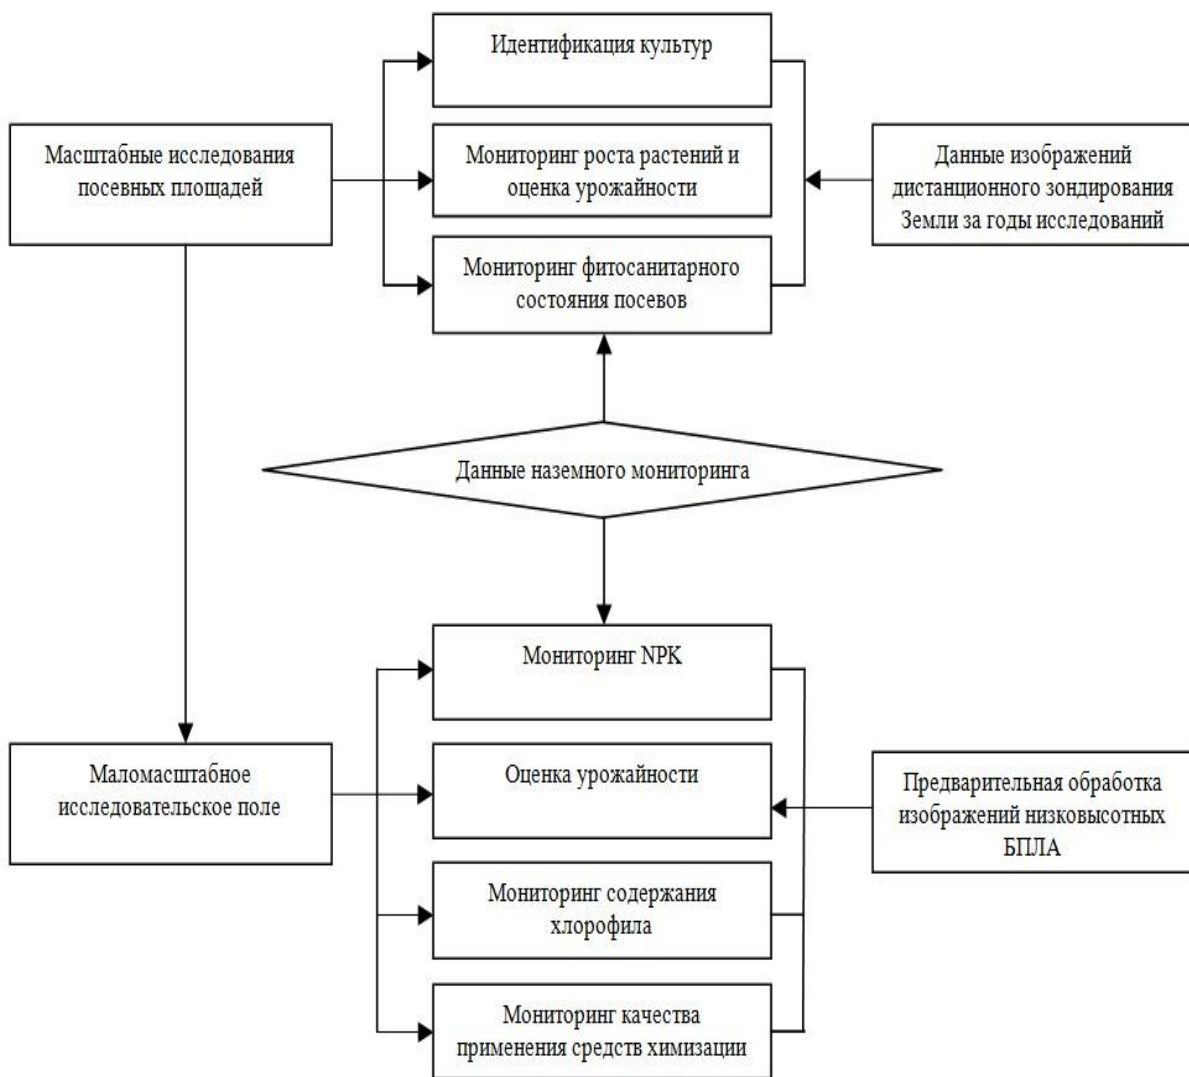 Идентификация культур
Масштабные исследования
посевных площадей
Мониторинг роста растений и
оценка урожайности
Данные изображений
дистанционного зондирования
Земли за годы исследований
Мониторинг фитосанитарного
состояния посевов
Данные наземного мониторинга
Мониторинг NPK
Маломасштабное
исследовательское поле
Оценка урожайности
Предварительная обработка
изображений низковысотных
БПЛА
Мониторинг содержания
хлорофила
Мониторинг качества
применения средств химизации